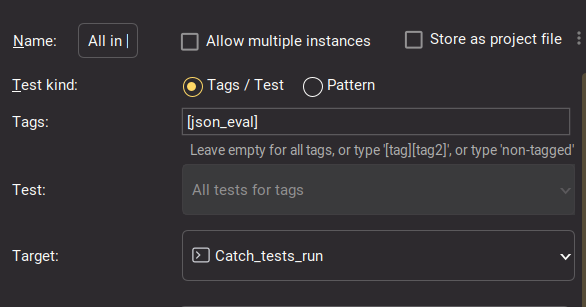 Name: All in Allow multiple instances Store as project file
Test kind: Tags / Test Pattern
Tags: [json_eval]
Leave empty for all tags, or type '[tag][tag2]', or type 'non-tagged'
Test: All tests for tags
Target: Catch_tests_run